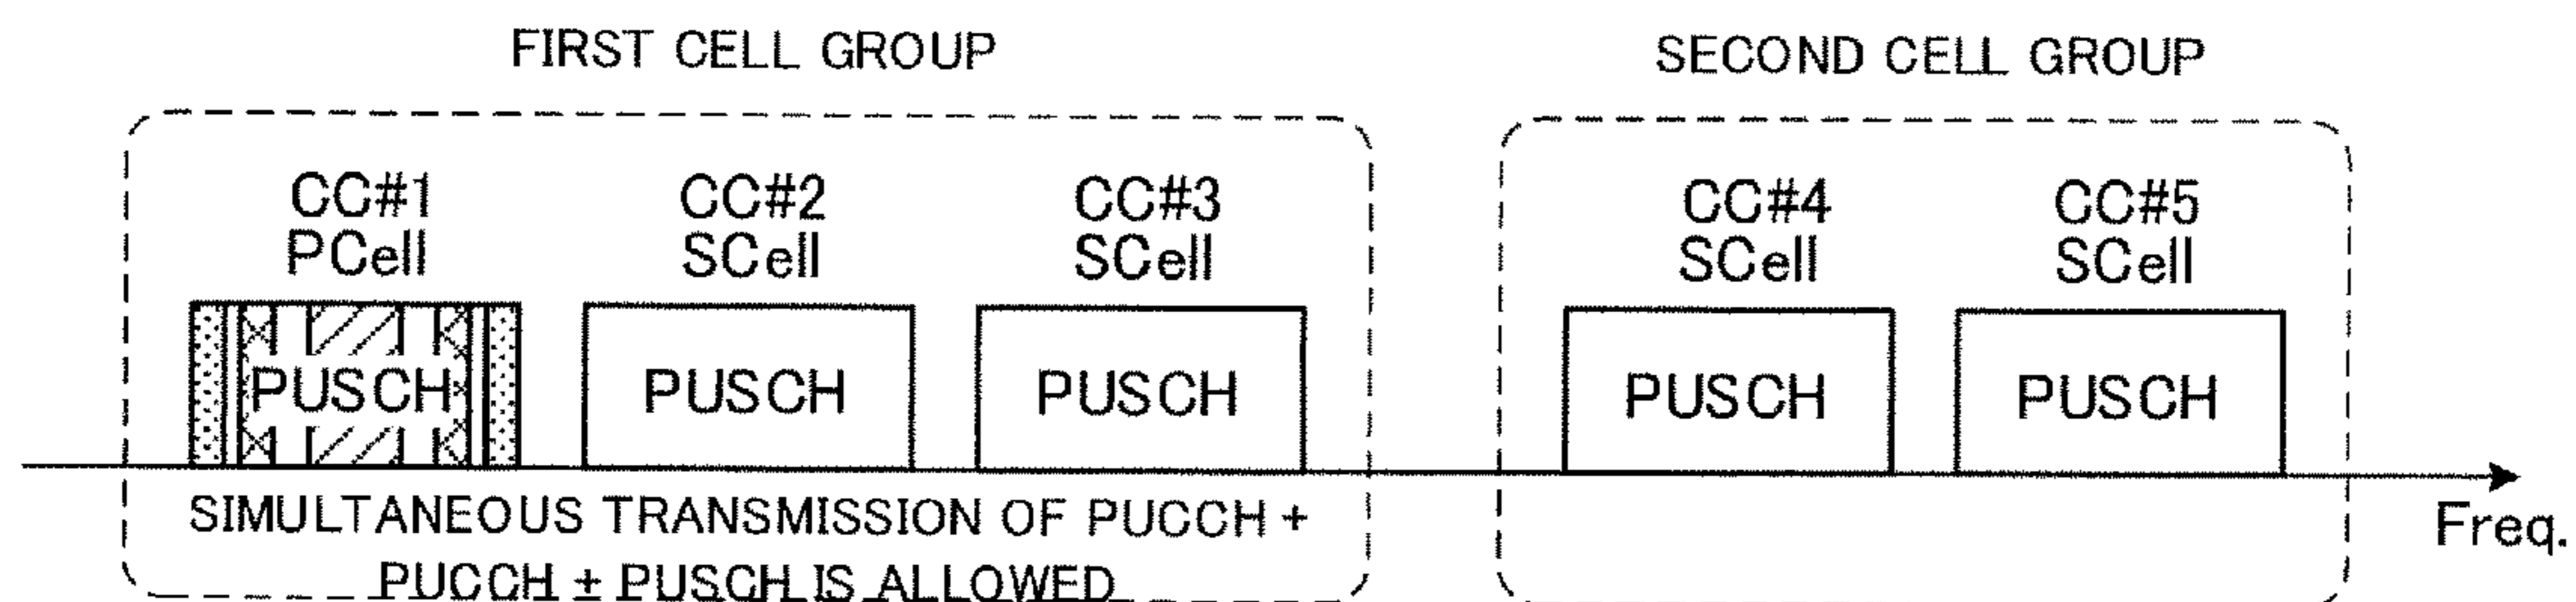 FIRST CELL GROUP
SECOND CELL GROUP
CC#1
PCell
CC#2
SCell
CC#3
SCell
CC#4
SCell
CC#5
SCell
PUSCH
PUSCH
PUSCH
PUSCH
PUSCH
SIMULTANEOUS TRANSMISSION OF PUCCH +
PUCCH ± PUSCH IS ALLOWED
Freq.